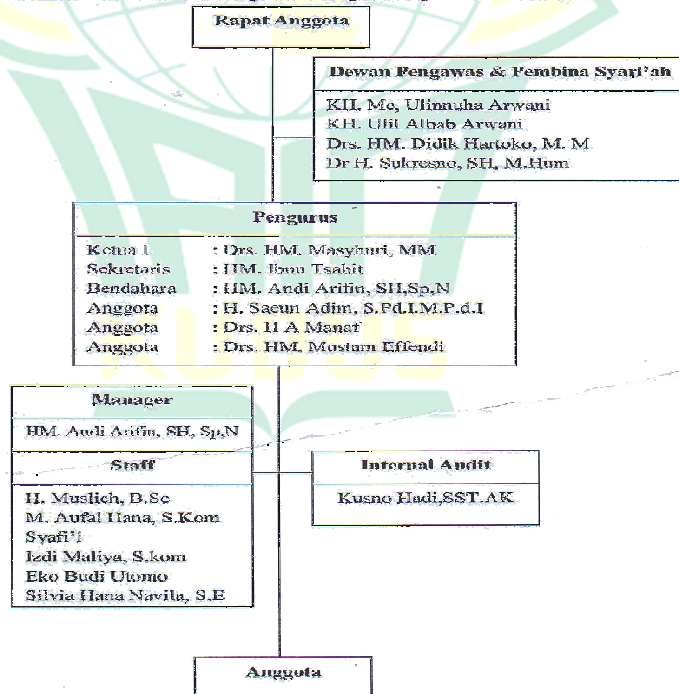 Rapat Anggota
Dewan Pengawas & Pembina Syari'ah
KH. Mc, Ulinnuha Arwani
KH. Ulil Albab Arwani
Drs. HM. Didik Hartoko, M. M
Dr H. Sukresno, SH, M.Hum
Pengurus
Ketua I : Drs. HM. Masyhuri, MM
Sekretaris : HM. Ibnu Tsabit
Bendahara : HM. Andi Arifin, SH,Sp,N
Anggota : H. Saeun Adim, S.Pd.I.M.P.d.I
Anggota : Drs. H A Manaf
Anggota : Drs. HM. Mostam Effendi
Manager
HM. Andi Arifin, SH, Sp,N
Staff
H. Muslich, B.Sc
M. Aufal Hana, S.Kom
Syafi'I
Izdi Maliya, S.kom
Eko Budi Utomo
Silvia Hana Navila, S.E
Internal Audit
Kusno Hadi,SST.AK
Anggota
KUDUS